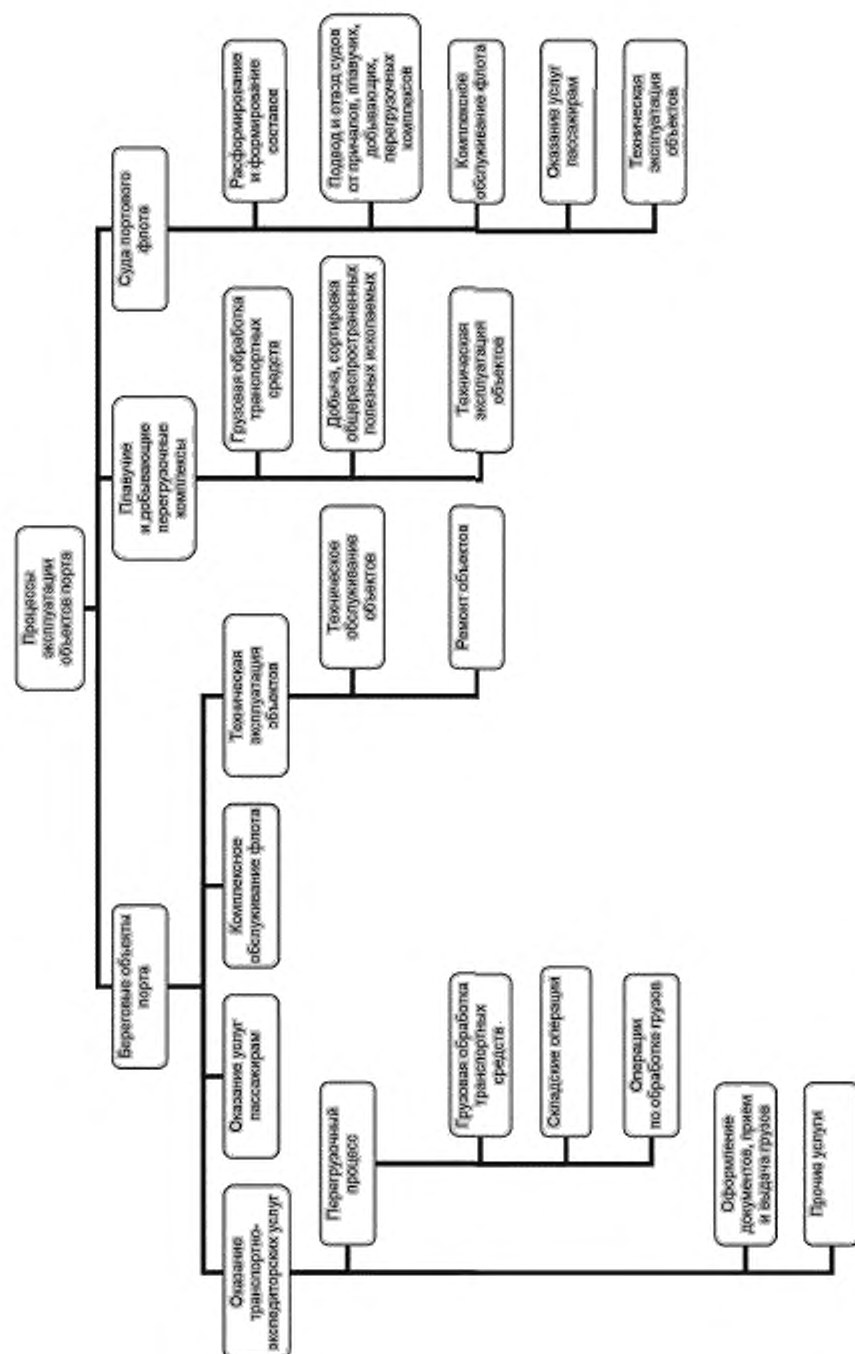 Процессы
эксплуатации
объектов порта
Береговые объекты
порта
Плавучие
и добывающие
перегрузочные
комплексы
Суда портового
флота
Оказание
транспортно-
экспедиторских услуг
Оказание услуг
пассажирам
Комплексное
обслуживание флота
Техническая
эксплуатация
объектов
Грузовая обработка
транспортных
средств
Расформирование
и формирование
составов
Перегрузочный
процесс
Техническое
обслуживание
объектов
Добыча, сортировка
общераспространенных
полезных ископаемых
Подвод и отвод судов
от причалов, плавучих,
добывающих,
перегрузочных
комплексов
Грузовая обработка
транспортных
средств
Ремонт объектов
Техническая
эксплуатация
объектов
Комплексное
обслуживание флота
Складские операции
Оказание услуг
пассажирам
Операции
по обработке грузов
Техническая
эксплуатация
объектов
Оформление
документов, прием
и выдача грузов
Прочие услуги